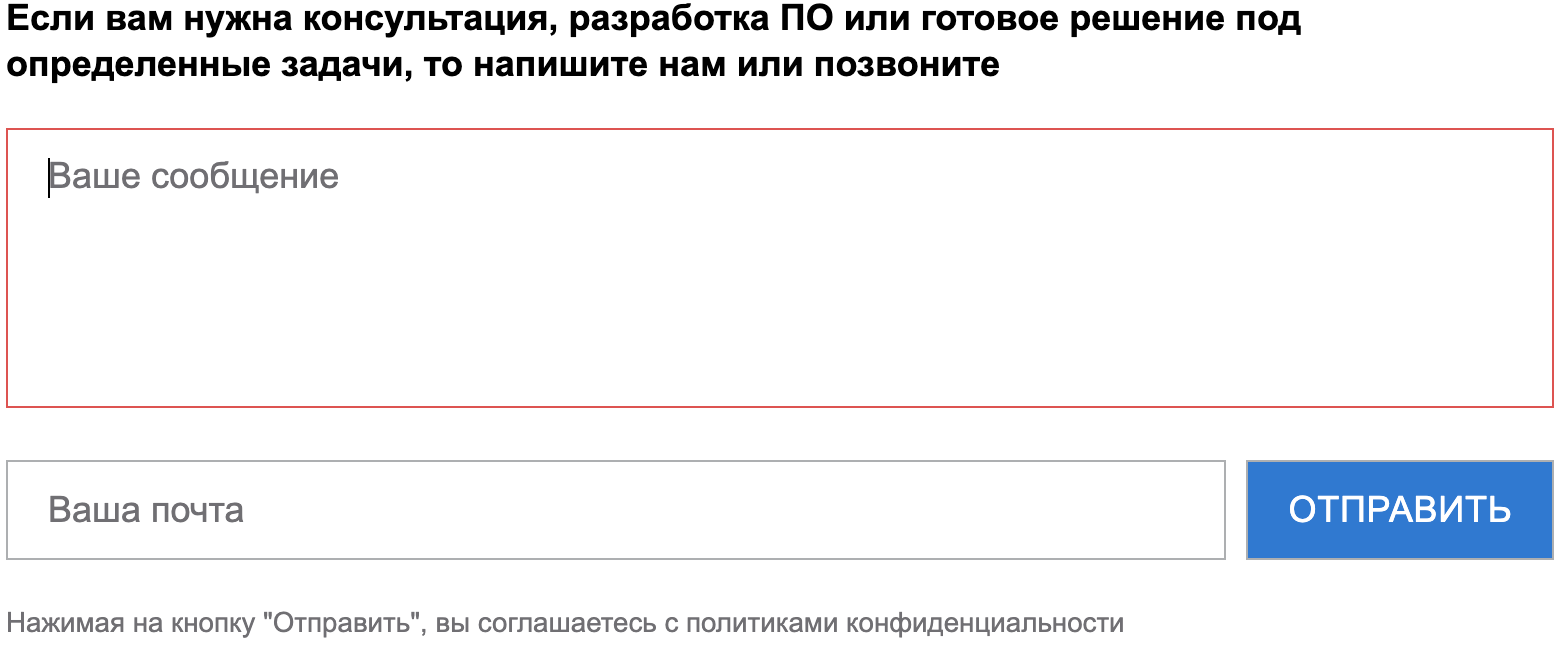 Если вам нужна консультация, разработка ПО или готовое решение под
определенные задачи, то напишите нам или позвоните
Ваше сообщение
Ваша почта
ОТПРАВИТЬ
Нажимая на кнопку "Отправить", вы соглашаетесь с политиками конфиденциальности